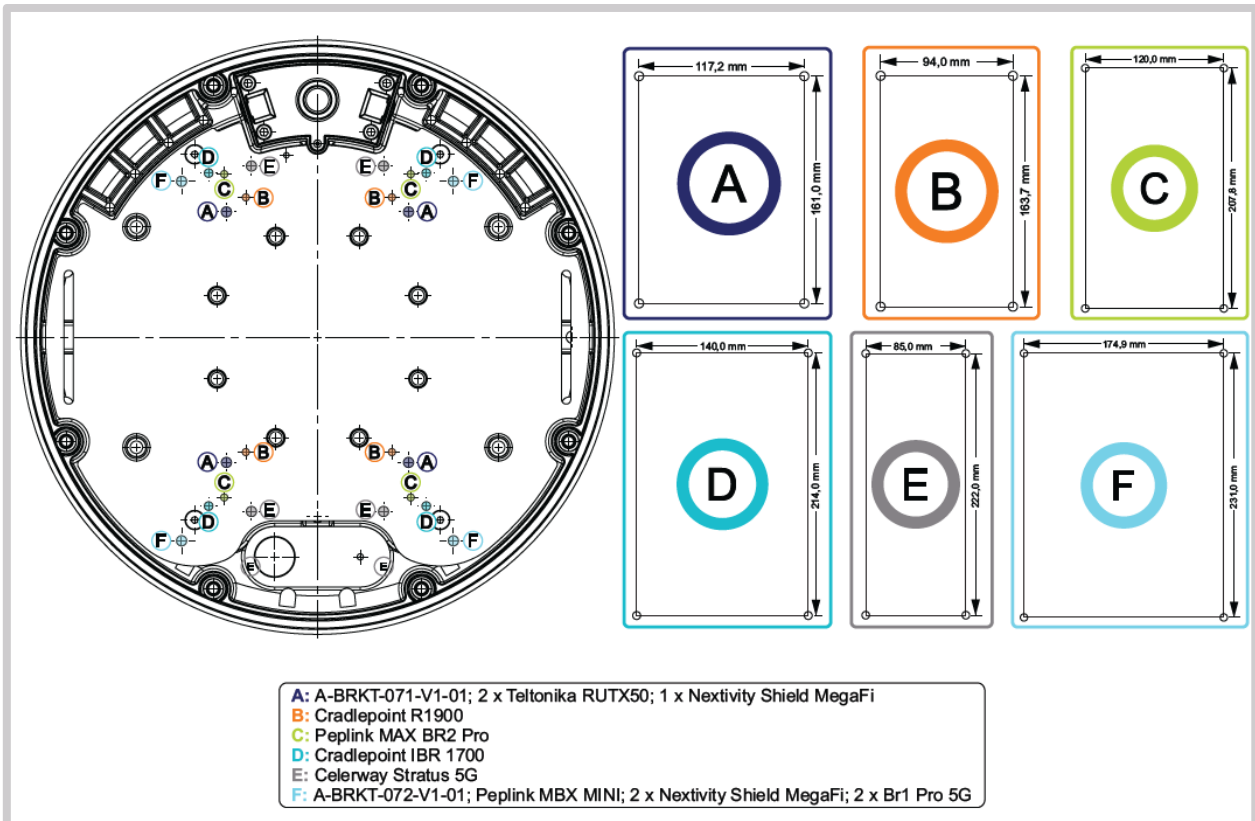 D
E
E
D
F
C
C
F
B
B
A
A
B
B
A
A
C
C
D
E
E
D
F
F
E
E
117,2 mm
161,0 mm
A
94,0 mm
163,7 mm
B
120,0 mm
207,8 mm
C
140,0 mm
214,0 mm
D
85,0 mm
222,0 mm
E
174,9 mm
231,0 mm
F
A: A-BRKT-071-V1-01; 2 x Teltonika RUTX50; 1 x Nextivity Shield MegaFi
B: Cradlepoint R1900
C: Peplink MAX BR2 Pro
D: Cradlepoint IBR 1700
E: Celerway Stratus 5G
F: A-BRKT-072-V1-01; Peplink MBX MINI; 2 x Nextivity Shield MegaFi; 2 x Br1 Pro 5G